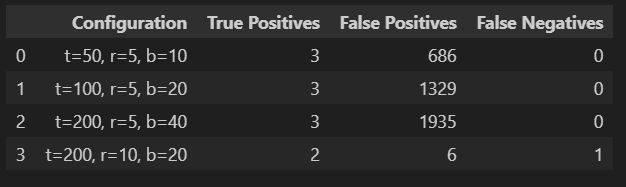 Configuration True Positives False Positives False Negatives
0 t=50, r=5, b=10 3 686 0
1 t=100, r=5, b=20 3 1329 0
2 t=200, r=5, b=40 3 1935 0
3 t=200, r=10, b=20 2 6 1